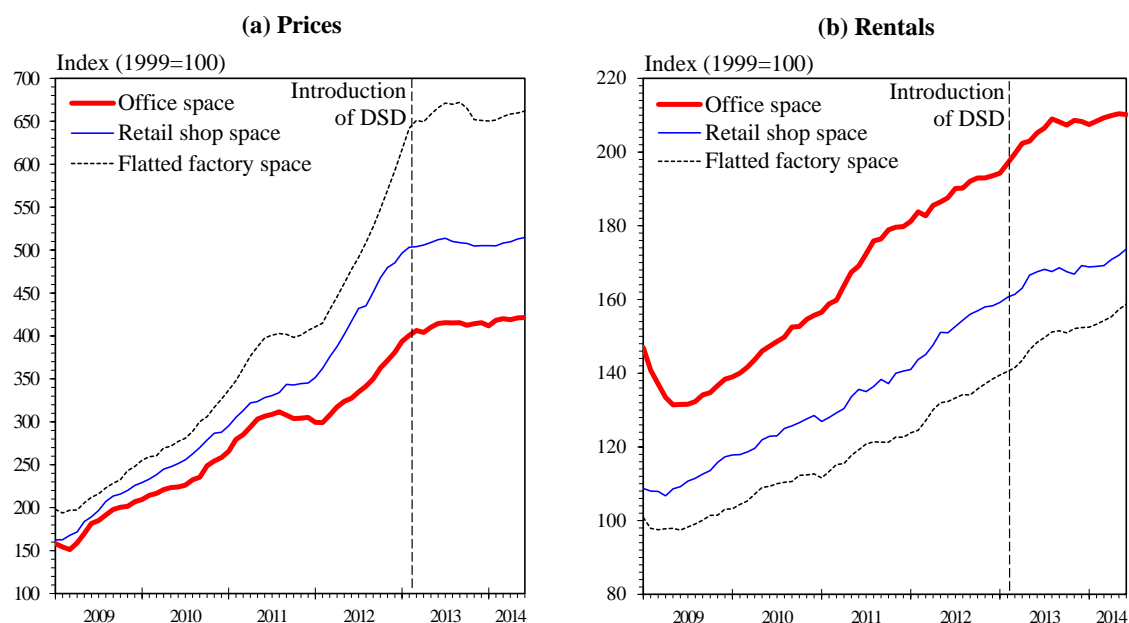 (a) Prices
Index (1999=100)
700
650
600
550
500
450
400
350
300
250
200
150
100
Office space
Retail shop space
Flatted factory space
Introduction
of DSD
2009 2010 2011 2012 2013 2014
(b) Rentals
Index (1999=100)
220
200
180
160
140
120
100
80
Office space
Retail shop space
Flatted factory space
Introduction
of DSD
2009 2010 2011 2012 2013 2014